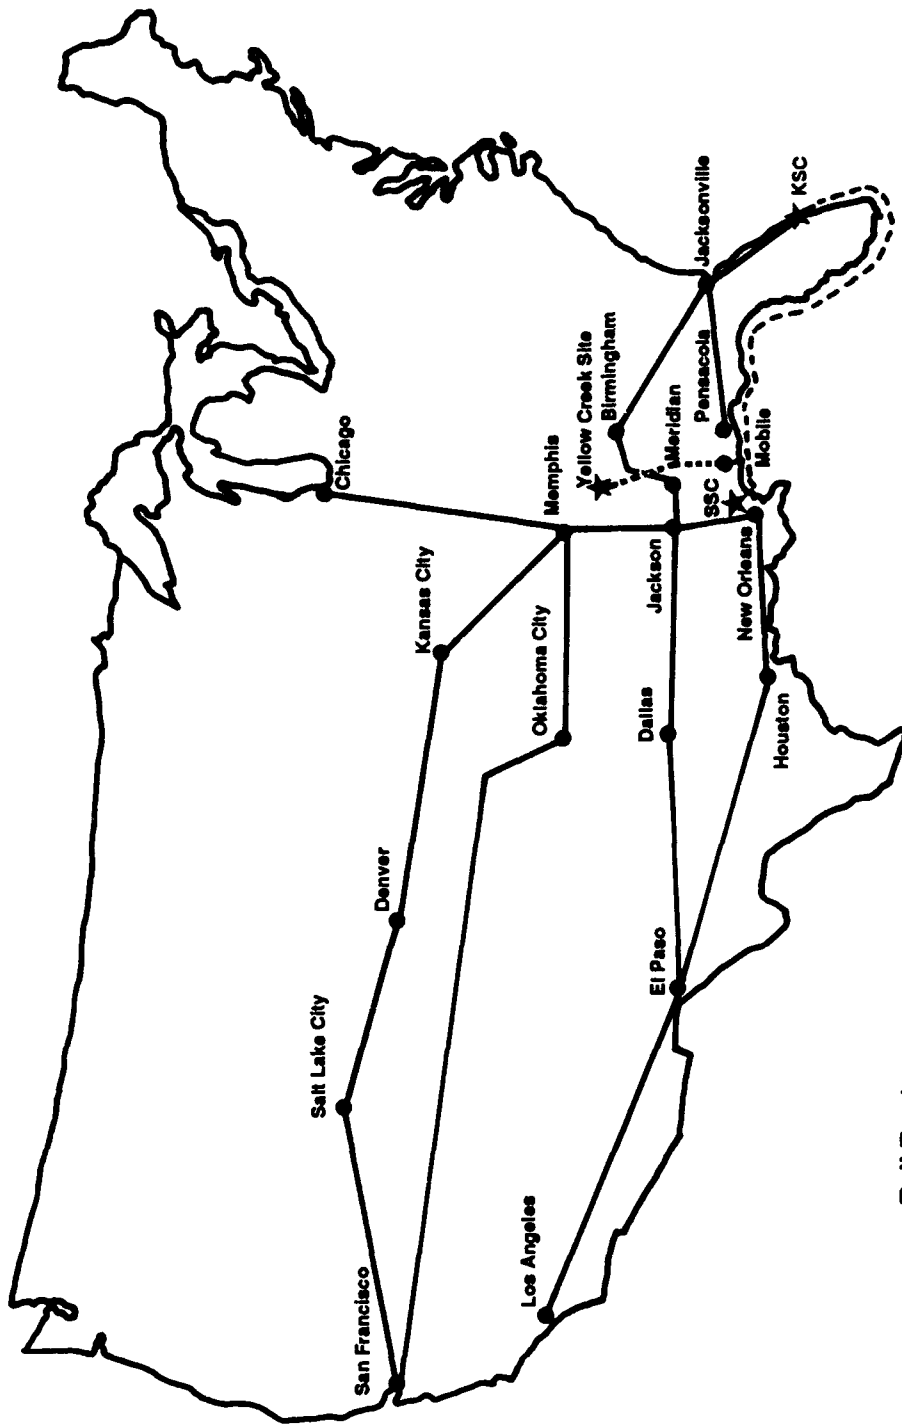 Chicago
Salt Lake City
Denver
Kansas City
San Francisco
Memphis
Yellow Creek Site
Birmingham
Oklahoma City
Los Angeles
Meridian
Jacksonville
Jackson
Dallas
El Paso
Pensacola
SSC
New Orleans
Mobile
KSC
Houston